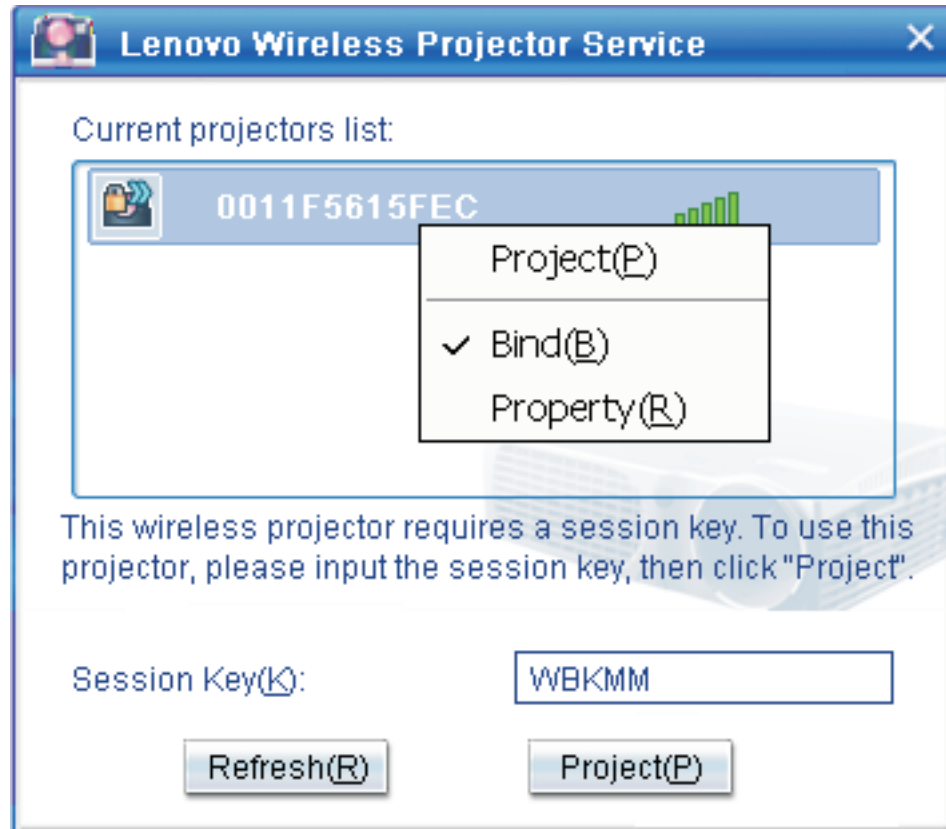 Lenovo Wireless Projector Service
Current projectors list:
0011F5615FEC
Project(P)
Bind(B)
Property(R)
This wireless projector requires a session key. To use this
projector, please input the session key, then click "Project".
Session Key(K):
WBKMM
Refresh(R)
Project(P)